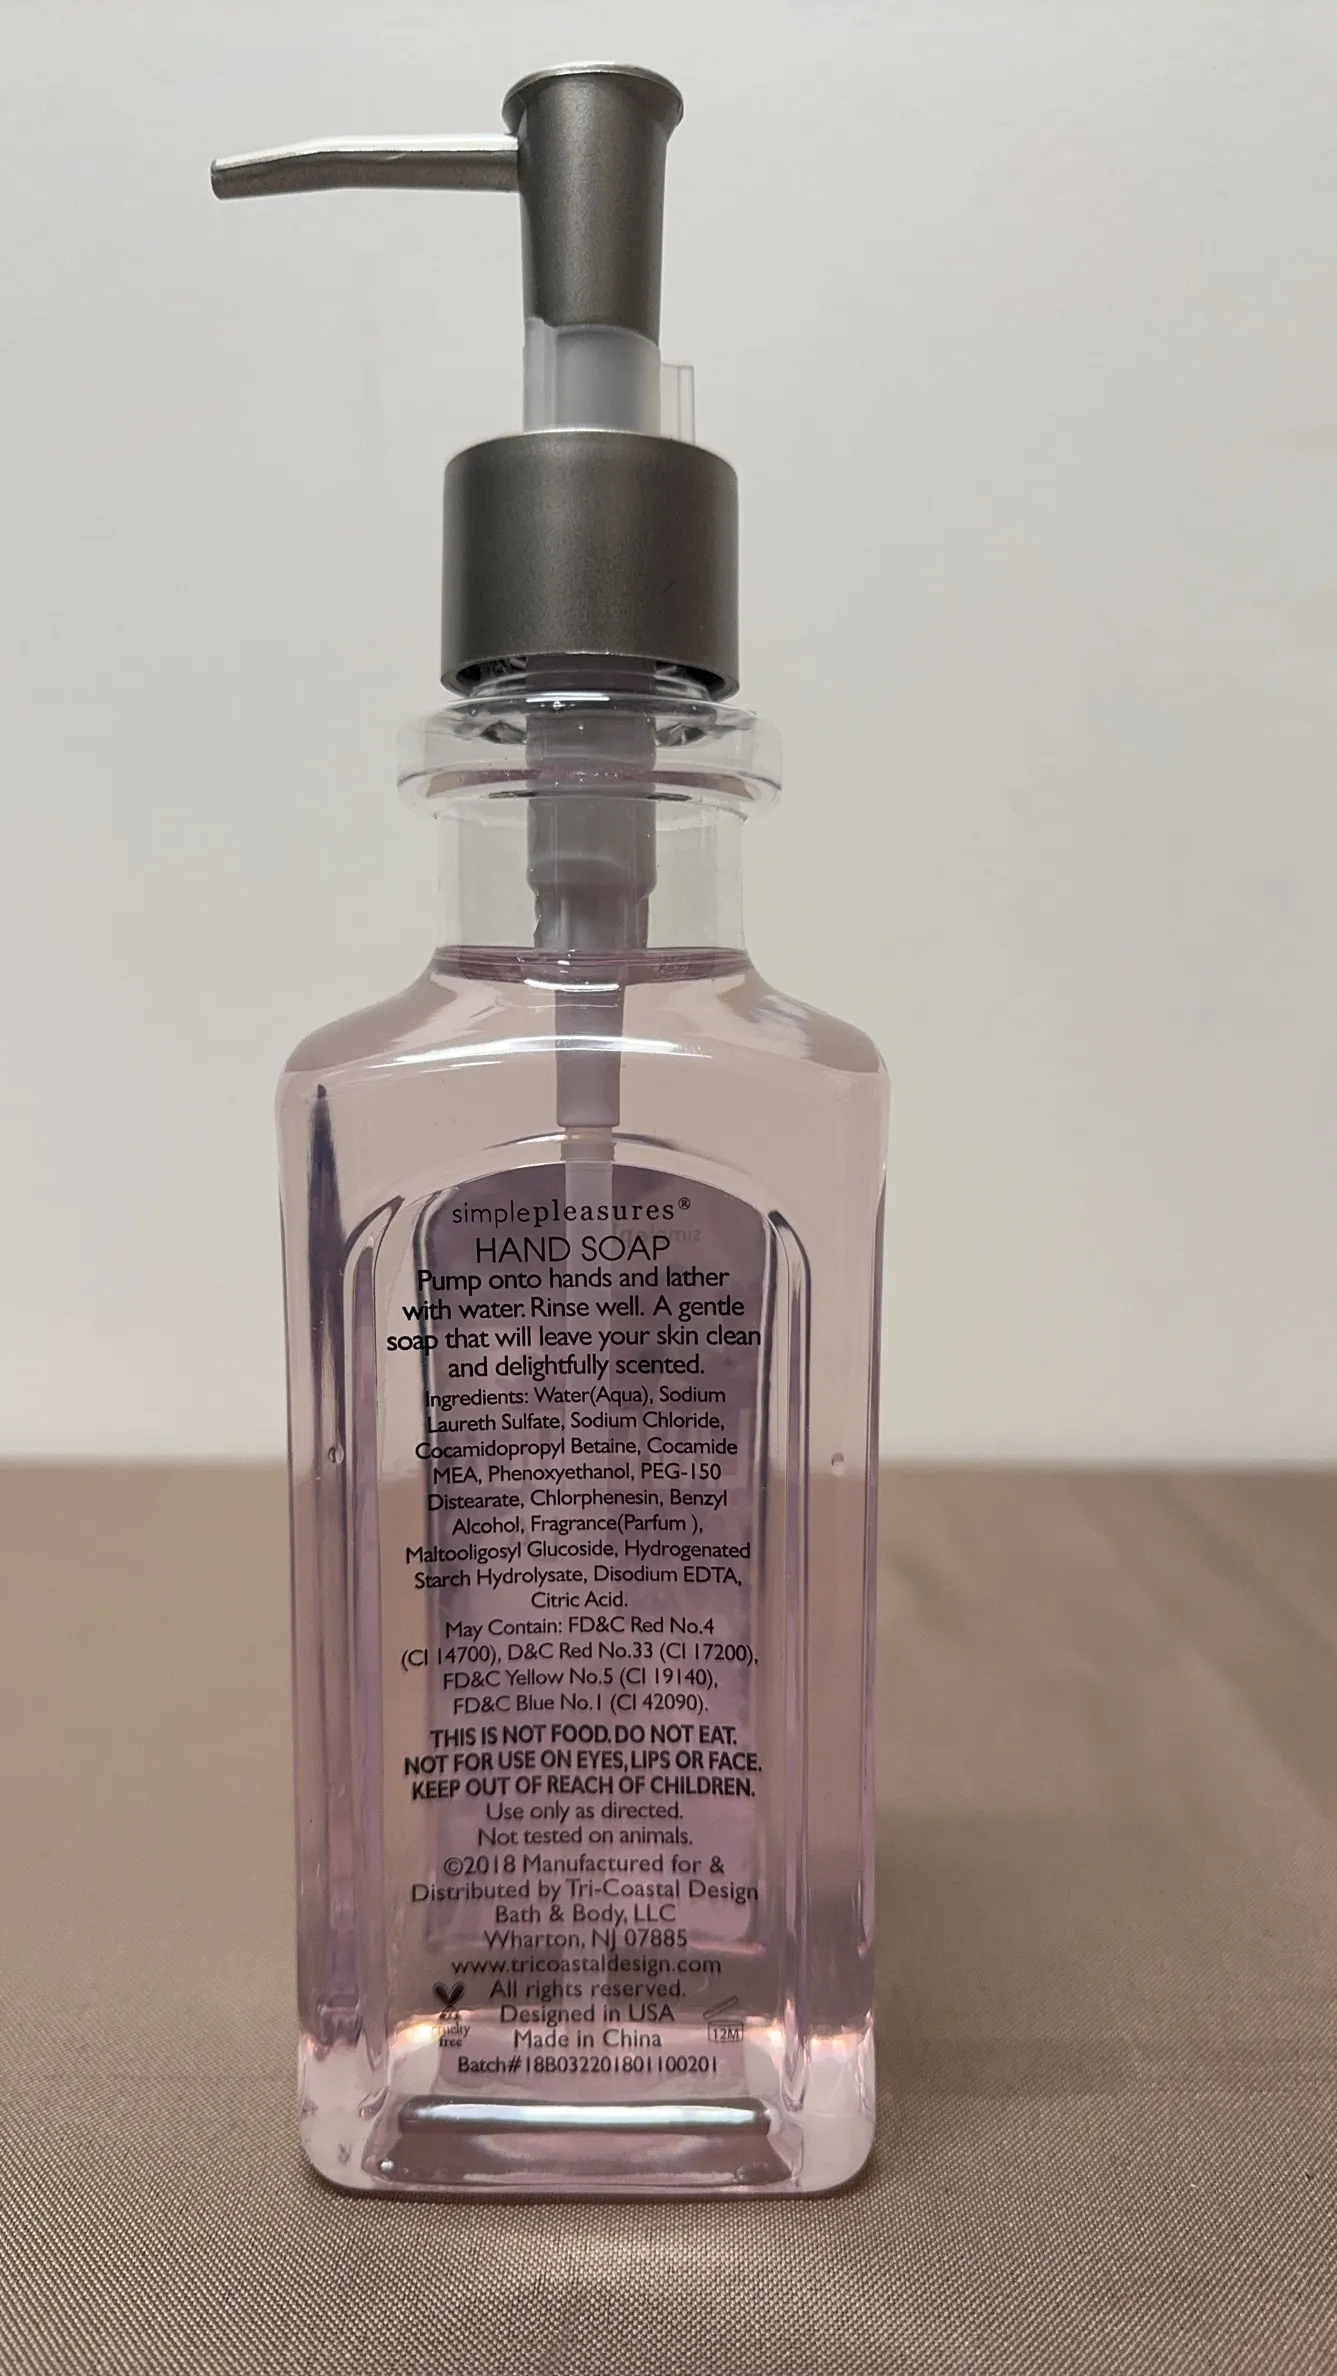 simplepleasures®
HAND SOAP
Pump onto hands and lather
with water. Rinse well. A gentle
soap that will leave your skin clean
and delightfully scented.
Ingredients: Water(Aqua), Sodium
Laureth Sulfate, Sodium Chloride,
Cocamidopropyl Betaine, Cocamide
MEA, Phenoxyethanol, PEG-150
Distearate, Chlorphenesin, Benzyl
Alcohol, Fragrance(Parfum ),
Maltooligosyl Glucoside, Hydrogenated
Starch Hydrolysate, Disodium EDTA,
Citric Acid.
May Contain: FD&C Red No.4
(CI 14700), D&C Red No.33 (CI 17200),
FD&C Yellow No.5 (CI 19140),
FD&C Blue No.1 (CI 42090).
THIS IS NOT FOOD. DO NOT EAT.
NOT FOR USE ON EYES, LIPS OR FACE.
KEEP OUT OF REACH OF CHILDREN.
Use only as directed.
Not tested on animals.
©2018 Manufactured for &
Distributed by Tri-Coastal Design
Bath & Body, LLC
Wharton, NJ 07885
www.tricoastaldesign.com
All rights reserved.
Designed in USA
Made in China
cruelty
free
12M
Batch#18B032201801100201